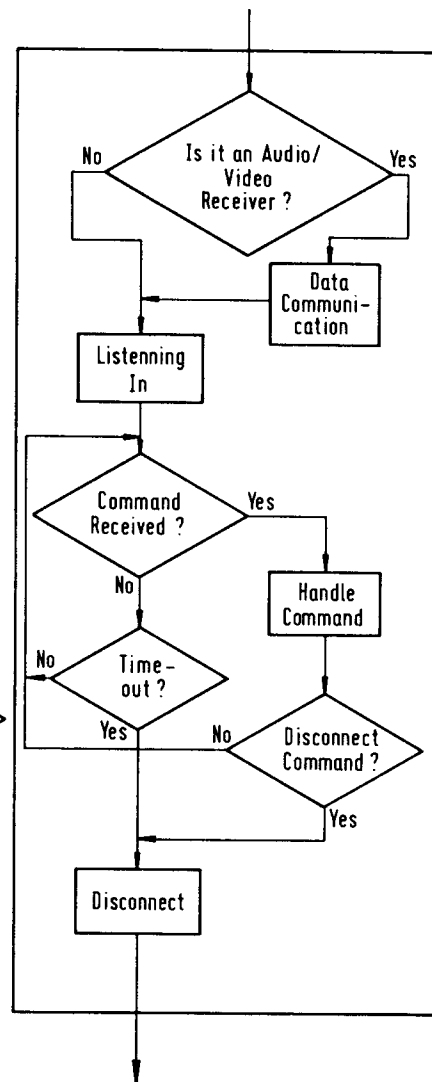 Is it an Audio/
Video
Receiver ?
No
Yes
Data
Communi-
cation
Listenning
In
Command
Received ?
Yes
No
Handle
Command
Time-
out ?
No
Yes
Disconnect
Command ?
No
Yes
Disconnect